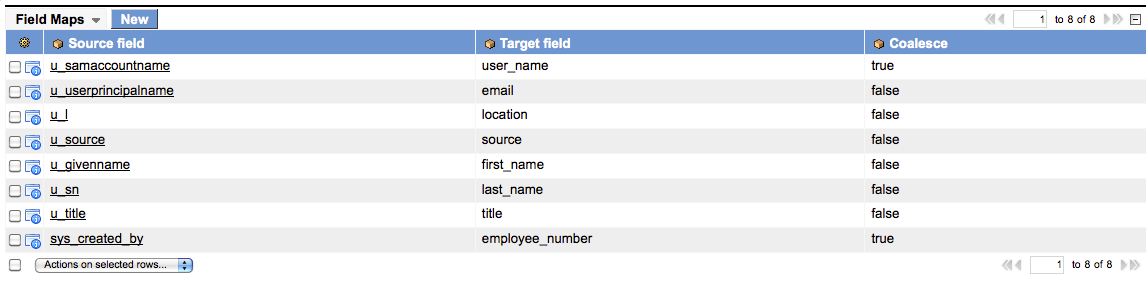 Field Maps New 1 to 8 of 8
Source field Target field Coalesce
u_samaccountname user_name true
u_userprincipalname email false
u_l location false
u_source source false
u_givenname first_name false
u_sn last_name false
u_title title false
sys_created_by employee_number true
Actions on selected rows... 1 to 8 of 8